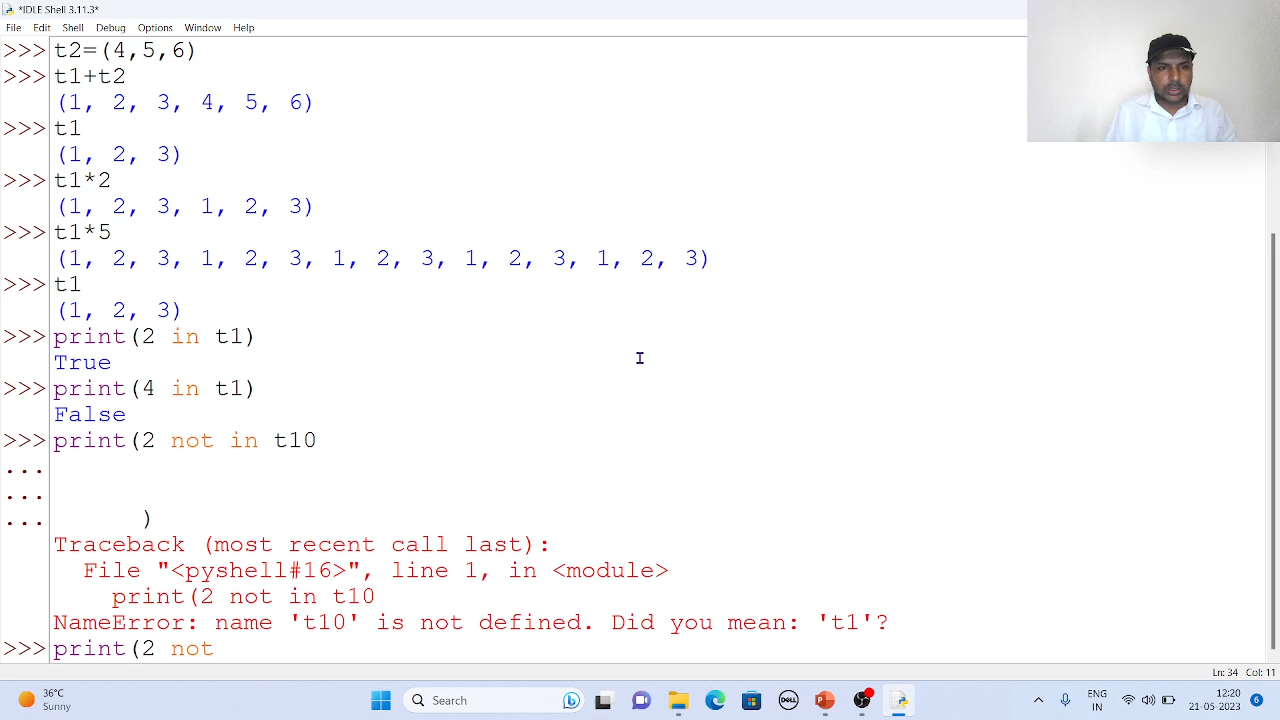 *IDLE Shell 3.11.3*
File Edit Shell Debug Options Window Help
>>> t2=(4,5,6)
>>> t1+t2
(1, 2, 3, 4, 5, 6)
>>> t1
(1, 2, 3)
>>> t1*2
(1, 2, 3, 1, 2, 3)
>>> t1*5
(1, 2, 3, 1, 2, 3, 1, 2, 3, 1, 2, 3, 1, 2, 3)
>>> t1
(1, 2, 3)
>>> print(2 in t1)
True
>>> print(4 in t1)
False
>>> print(2 not in t10
...
...
... )
Traceback (most recent call last):
File "<pyshell#16>", line 1, in <module>
print(2 not in t10
NameError: name 't10' is not defined. Did you mean: 't1'?
>>> print(2 not
Ln: 34 Col: 11
36°C
Sunny
Search
DELL
ENG
IN
12:20
21-05-2023
6